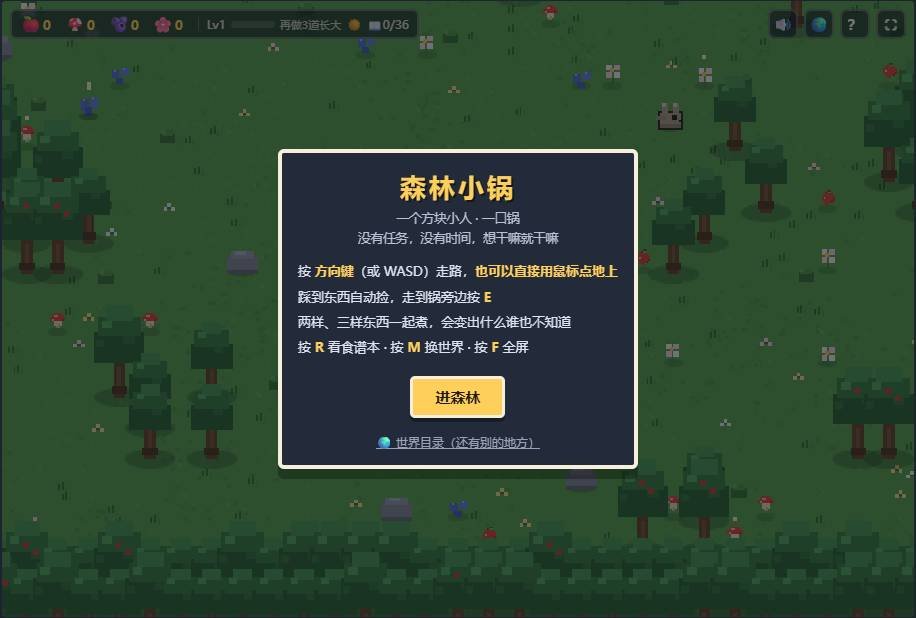 0 0 0 0 Lv1 再做3道长大 0/36 ?
森林小锅
一个方块小人 · 一口锅
没有任务，没有时间，想干嘛就干嘛
按 方向键（或 WASD）走路，也可以直接用鼠标点地上
踩到东西自动捡，走到锅旁边按 E
两样、三样东西一起煮，会变出什么谁也不知道
按 R 看食谱本 · 按 M 换世界 · 按 F 全屏
进森林
世界目录（还有别的地方）